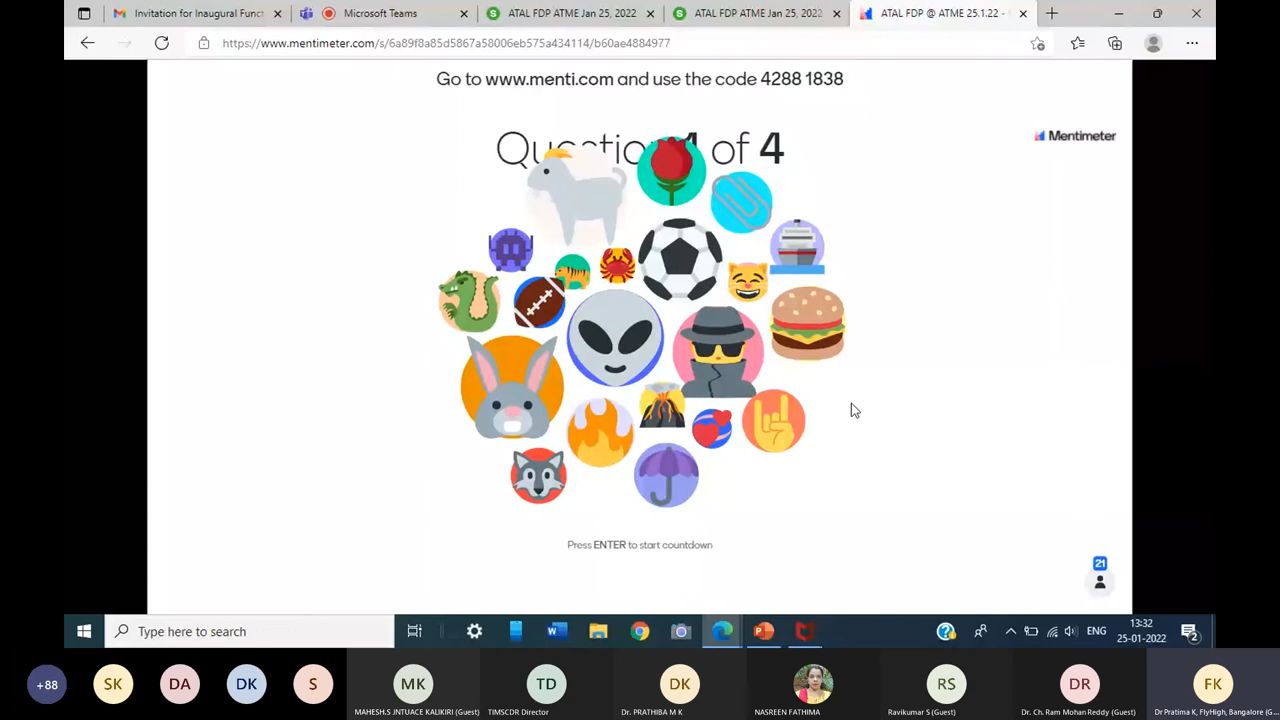 Invitation for Inaugural Funct
Microsoft Teams
ATAL FDP ATME Jan 25, 2022
ATAL FDP ATME Jan 25, 2022
ATAL FDP @ ATME 25.1.22 -
https://www.mentimeter.com/s/6a89f8a85d5867a58006eb575a434114/b60ae4884977
Go to www.menti.com and use the code 4288 1838
Mentimeter
Question 1 of 4
Press ENTER to start countdown
21
Type here to search
ENG
13:32
25-01-2022
2
+88
SK
DA
DK
S
MK
TD
DK
RS
DR
FK
MAHESH.S JNTUACE KALIKIRI (Guest)
TIMSCDR Director
Dr. PRATHIBA M K
NASREEN FATHIMA
Ravikumar S (Guest)
Dr. Ch. Ram Mohan Reddy (Guest)
Dr Pratima K, FlyHigh, Bangalore (G...